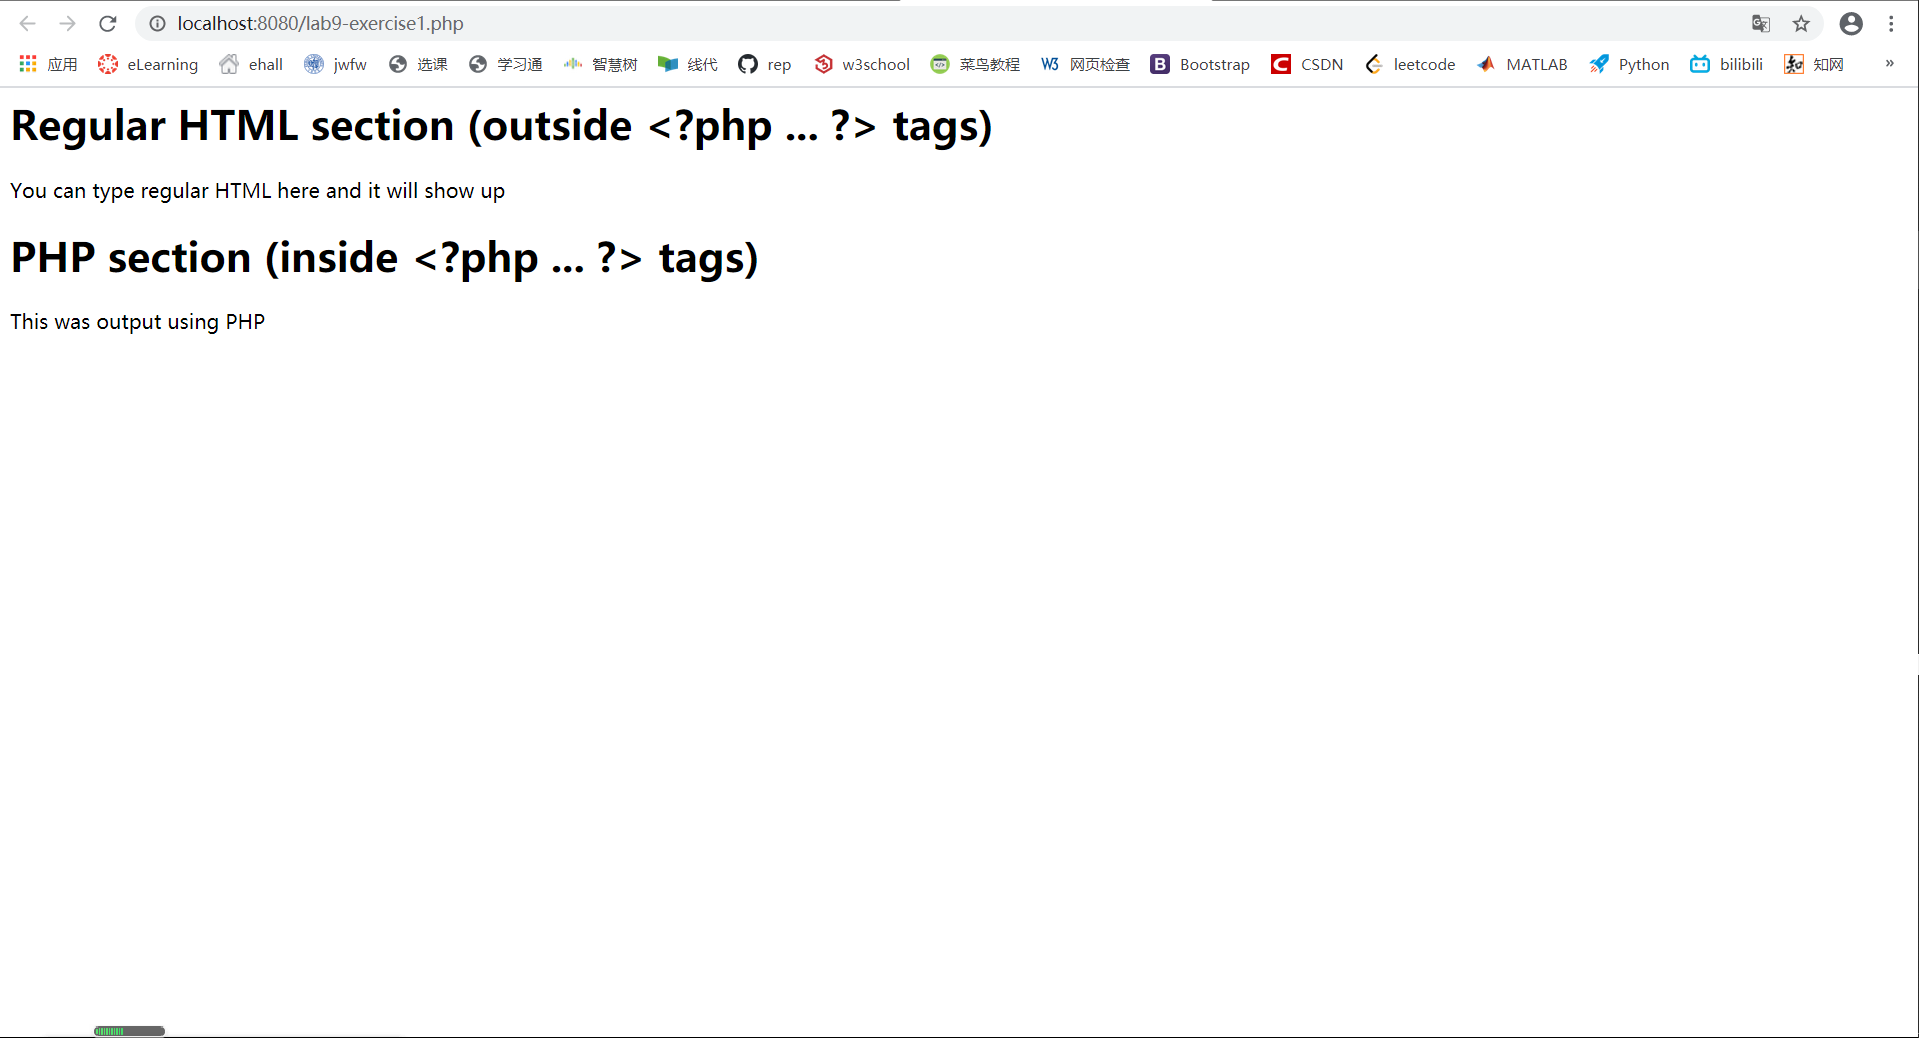 localhost:8080/lab9-exercise1.php
应用 eLearning ehall jwfw 选课 学习通 智慧树 线代 rep w3school 菜鸟教程 W3 网页检查 B Bootstrap C CSDN leetcode MATLAB Python bilibili 知 知网 »
Regular HTML section (outside <?php ... ?> tags)
You can type regular HTML here and it will show up
PHP section (inside <?php ... ?> tags)
This was output using PHP